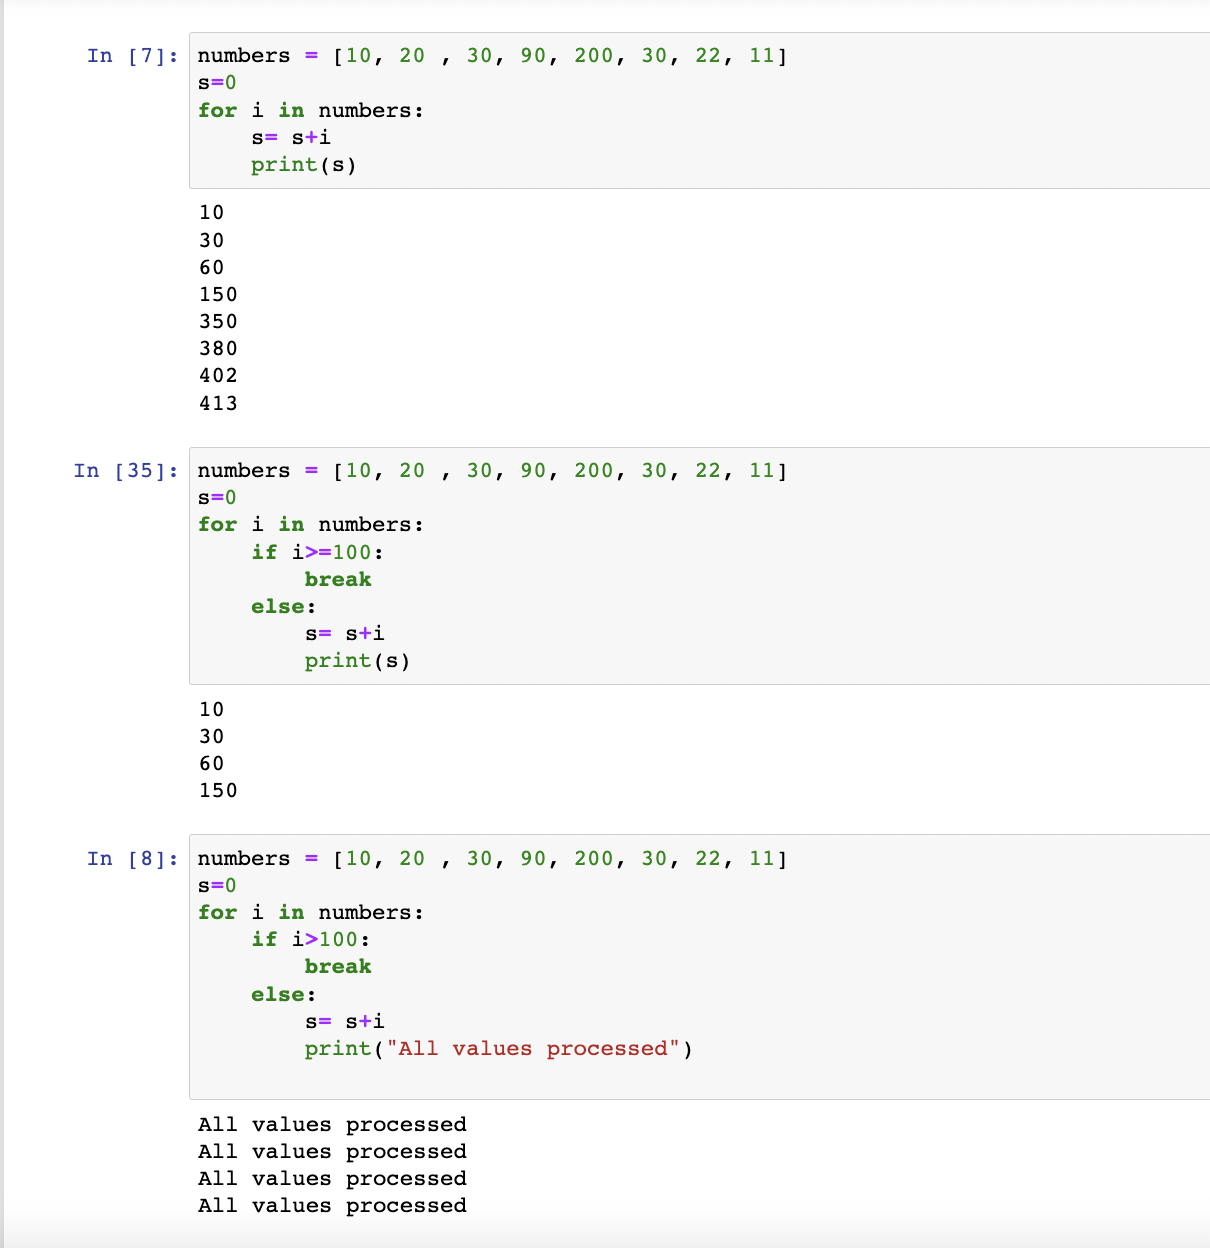 In [7]: numbers = [10, 20 , 30, 90, 200, 30, 22, 11]
s=0
for i in numbers:
    s= s+i
    print(s)
10
30
60
150
350
380
402
413
In [35]: numbers = [10, 20 , 30, 90, 200, 30, 22, 11]
s=0
for i in numbers:
    if i>=100:
        break
    else:
        s= s+i
        print(s)
10
30
60
150
In [8]: numbers = [10, 20 , 30, 90, 200, 30, 22, 11]
s=0
for i in numbers:
    if i>100:
        break
    else:
        s= s+i
        print("All values processed")
All values processed
All values processed
All values processed
All values processed